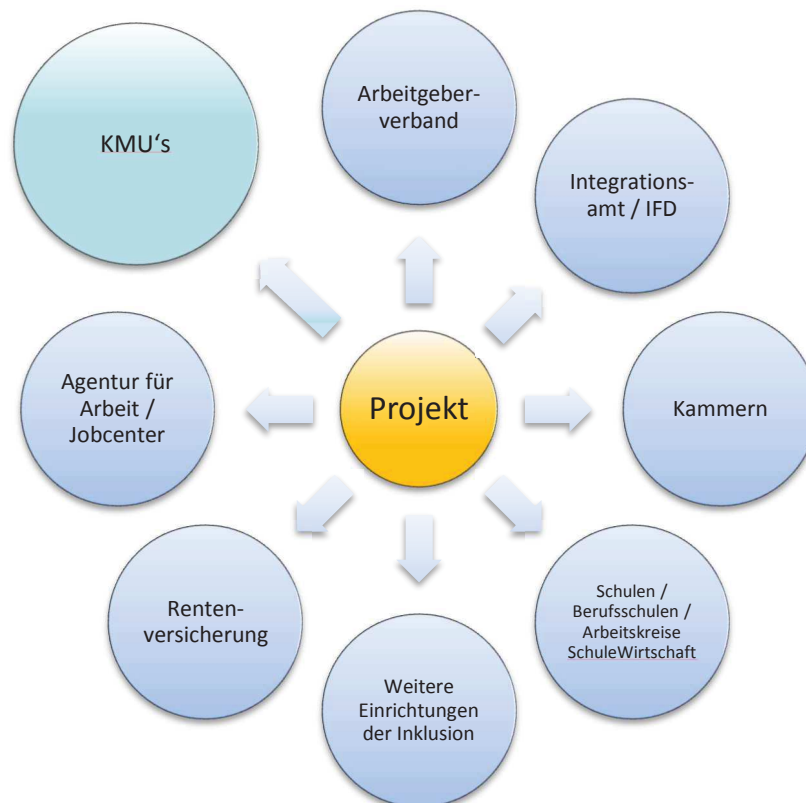 KMU‘s
Arbeitgeber-
verband
Integrations-
amt / IFD
Agentur für
Arbeit /
Jobcenter
Projekt
Kammern
Renten-
versicherung
Schulen /
Berufsschulen /
Arbeitskreise
SchuleWirtschaft
Weitere
Einrichtungen
der Inklusion